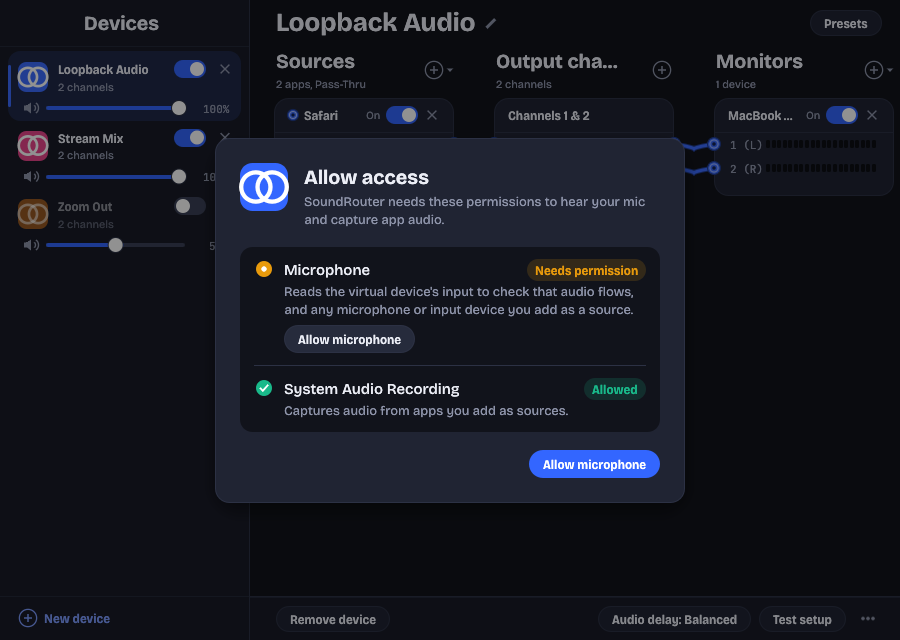 Devices
Loopback Audio
2 channels
100%
Stream Mix
2 channels
Zoom Out
2 channels
New device
Loopback Audio
Presets
Sources
2 apps, Pass-Thru
Output cha...
2 channels
Monitors
1 device
Safari
On
Channels 1 & 2
MacBook ...
On
1 (L)
2 (R)
Allow access
SoundRouter needs these permissions to hear your mic
and capture app audio.
Microphone
Needs permission
Reads the virtual device's input to check that audio flows,
and any microphone or input device you add as a source.
Allow microphone
System Audio Recording
Allowed
Captures audio from apps you add as sources.
Allow microphone
Remove device
Audio delay: Balanced
Test setup